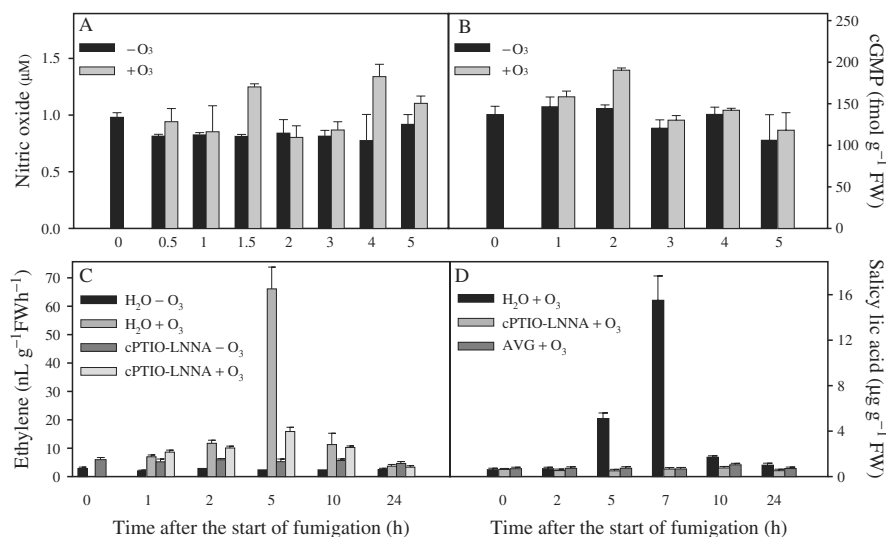 A
−O₃
+O₃
Nitric oxide (µM)
1.5
1.0
0.5
0.0
0 0.5 1 1.5 2 3 4 5
B
−O₃
+O₃
250
200
150
100
50
0
cGMP (fmol g⁻¹ FW)
0 1 2 3 4 5
C
H₂O − O₃
H₂O + O₃
cPTIO-LNNA − O₃
cPTIO-LNNA + O₃
Ethylene (nL g⁻¹FWh⁻¹)
70
60
50
40
30
20
10
0
0 1 2 5 10 24
Time after the start of fumigation (h)
D
H₂O + O₃
cPTIO-LNNA + O₃
AVG + O₃
16
12
8
4
0
Salicy lic acid (µg g⁻¹ FW)
0 2 5 7 10 24
Time after the start of fumigation (h)